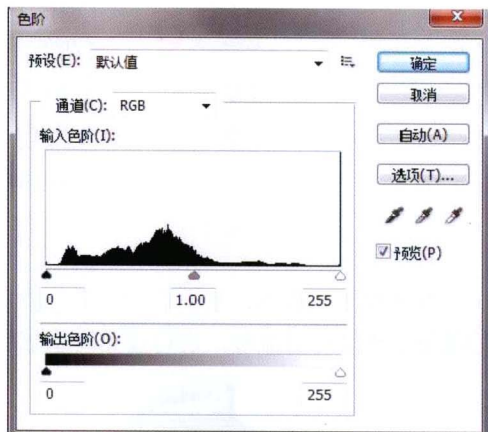 色阶
预设(E): 默认值
确定
取消
通道(C): RGB
自动(A)
输入色阶(I):
选项(T)...
预览(P)
0 1.00 255
输出色阶(O):
0 255